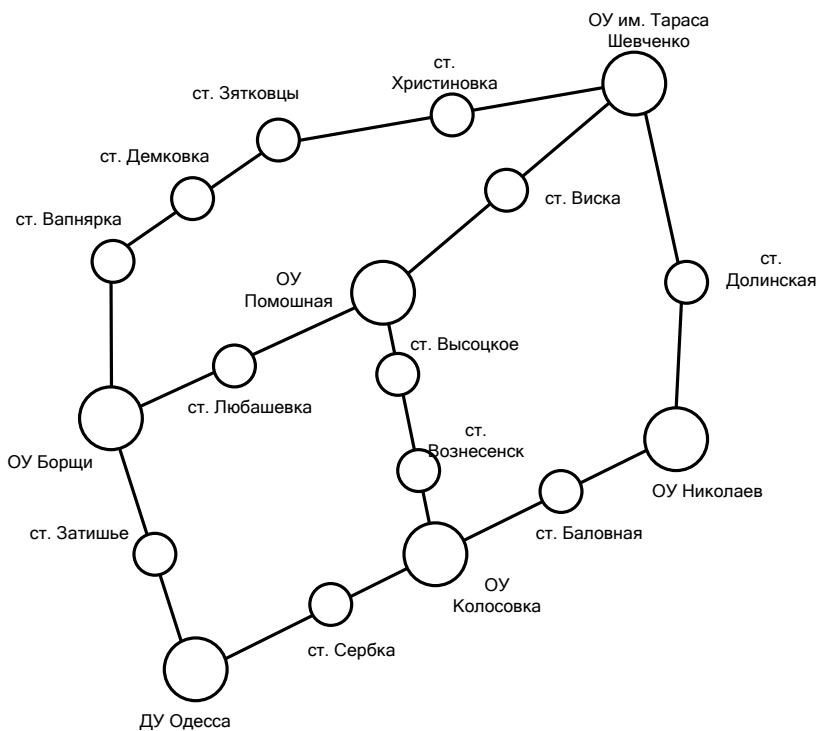 ОУ им. Тараса
Шевченко
ст.
Христиновка
ст. Зятковцы
ст. Демковка
ст. Виска
ст. Вапнярка
ст.
Долинская
ОУ
Помошная
ст. Высоцкое
ст. Любашевка
ст.
Вознесенск
ОУ Борщи
ОУ Николаев
ст. Затишье
ст. Баловная
ОУ
Колосовка
ст. Сербка
ДУ Одесса